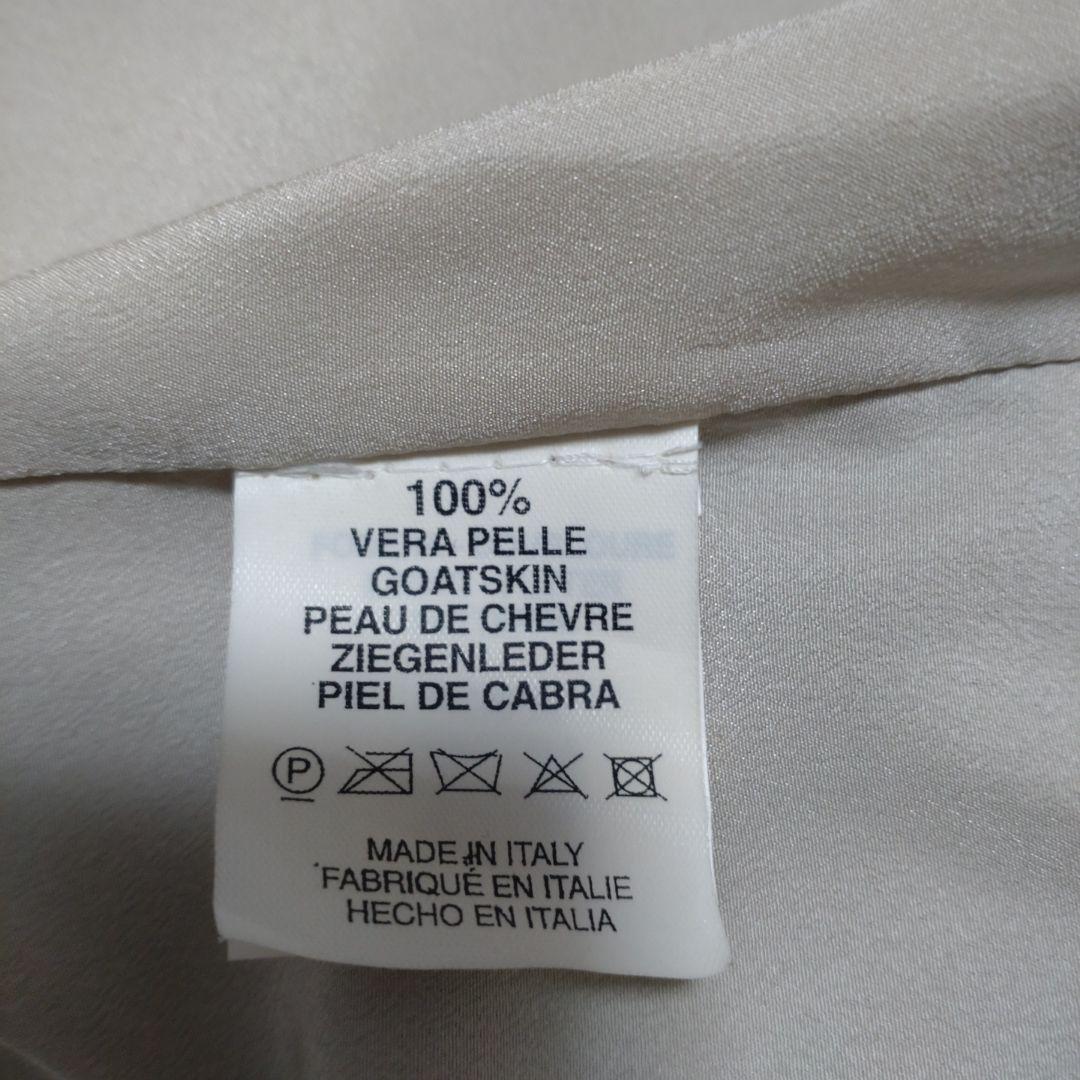 100%
VERA PELLE
GOATSKIN
PEAU DE CHEVRE
ZIEGENLEDER
PIEL DE CABRA
P
MADE IN ITALY
FABRIQUÉ EN ITALIE
HECHO EN ITALIA